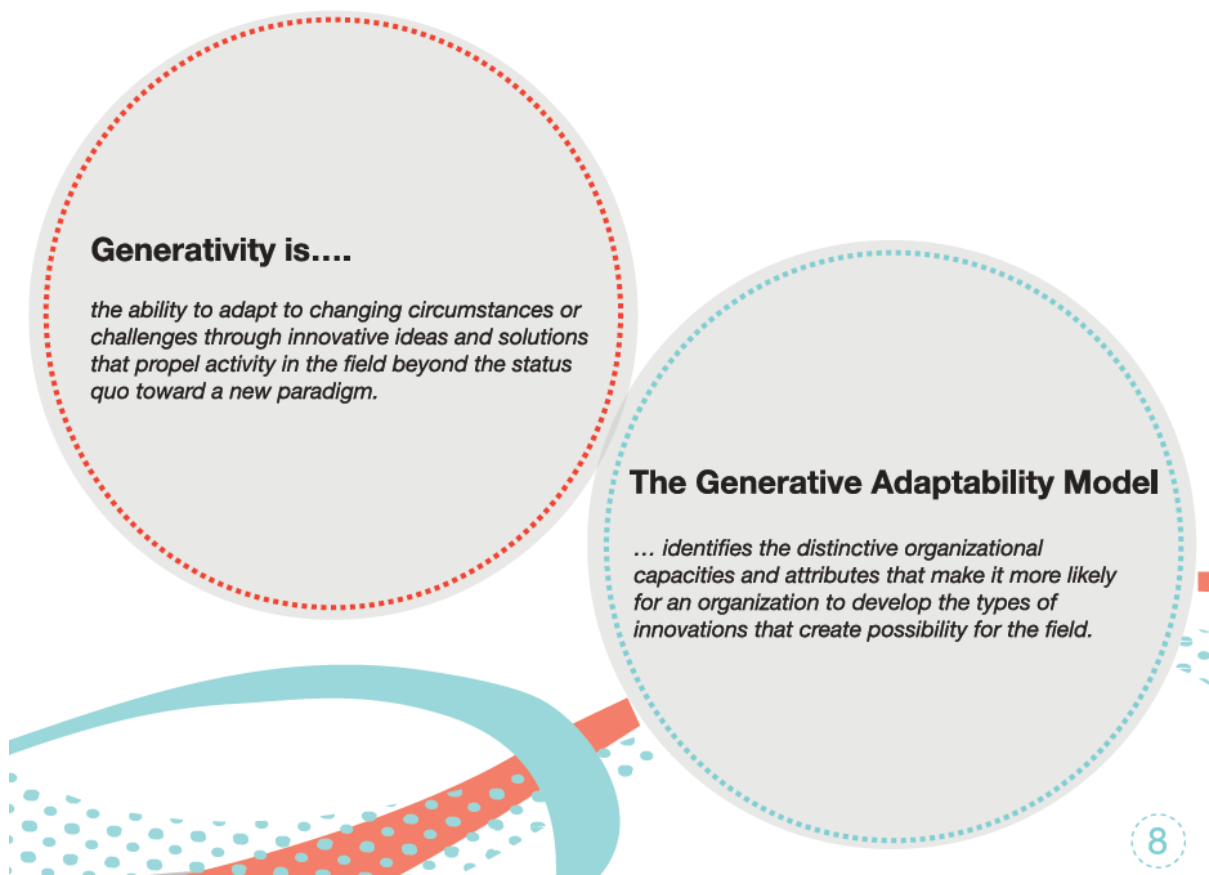 Generativity is....
the ability to adapt to changing circumstances or
challenges through innovative ideas and solutions
that propel activity in the field beyond the status
quo toward a new paradigm.
The Generative Adaptability Model
... identifies the distinctive organizational
capacities and attributes that make it more likely
for an organization to develop the types of
innovations that create possibility for the field.
8